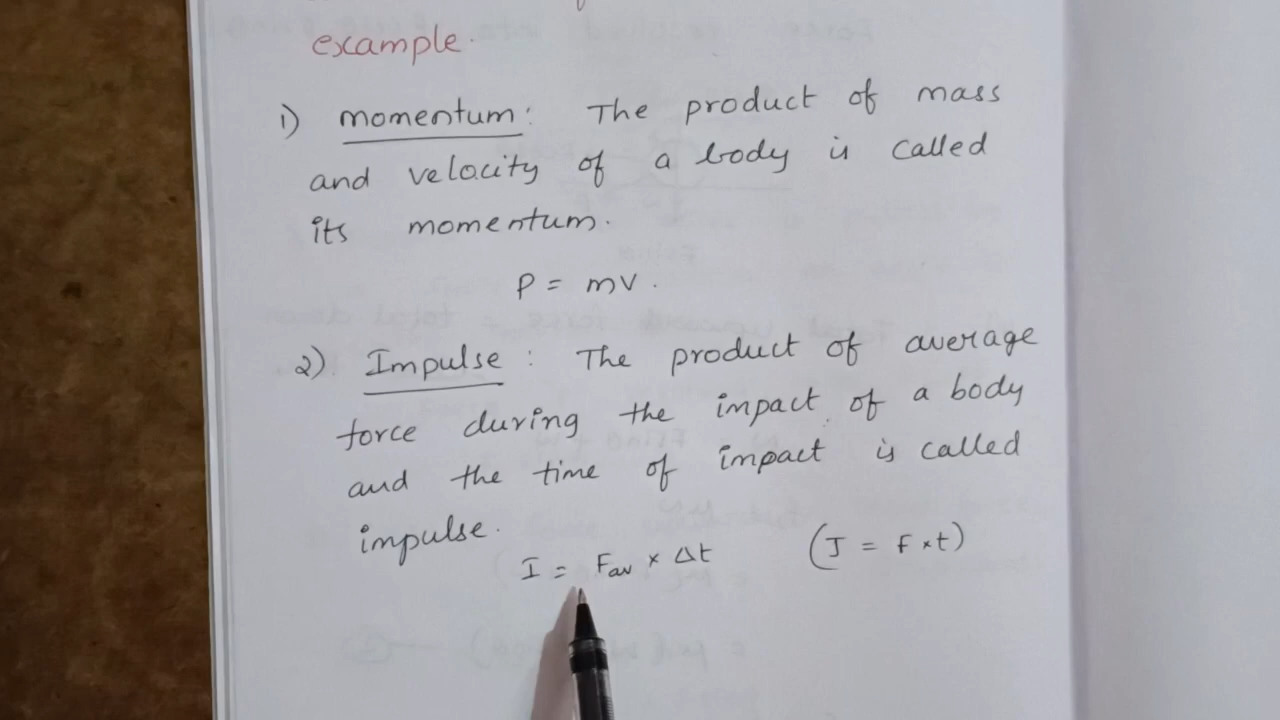 example.
1) momentum: The product of mass
and velocity of a body is called
its momentum.
P = mv.
2) Impulse: The product of average
force during the impact of a body
and the time of impact is called
impulse.
I = Fav × Δt (J = F×t)